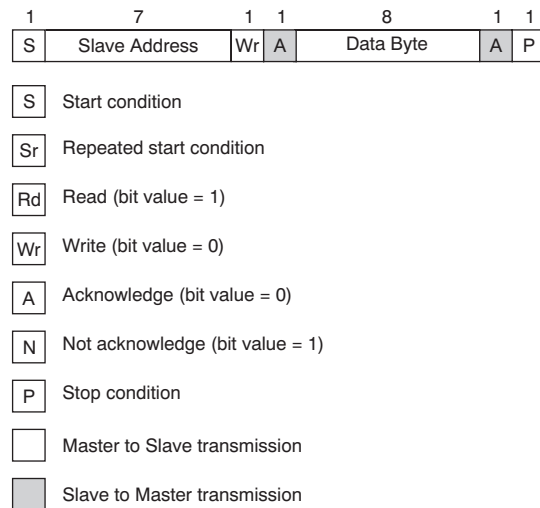 1 7 1 1 8 1 1
S Slave Address Wr A Data Byte A P
S Start condition
Sr Repeated start condition
Rd Read (bit value = 1)
Wr Write (bit value = 0)
A Acknowledge (bit value = 0)
N Not acknowledge (bit value = 1)
P Stop condition
Master to Slave transmission
Slave to Master transmission